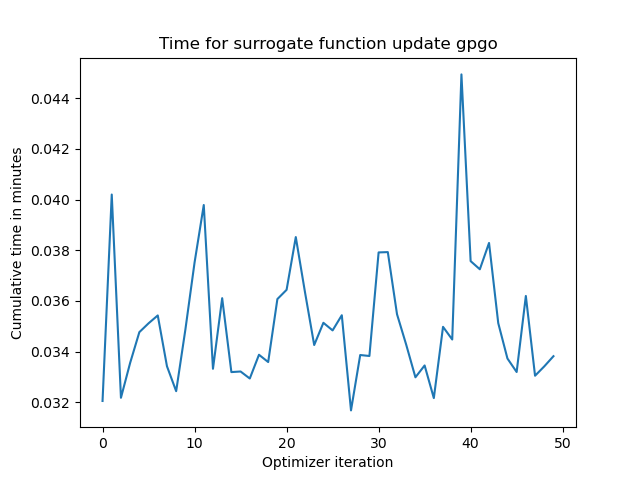 Time for surrogate function update gpgo
Cumulative time in minutes
0.044
0.042
0.040
0.038
0.036
0.034
0.032
0 10 20 30 40 50
Optimizer iteration